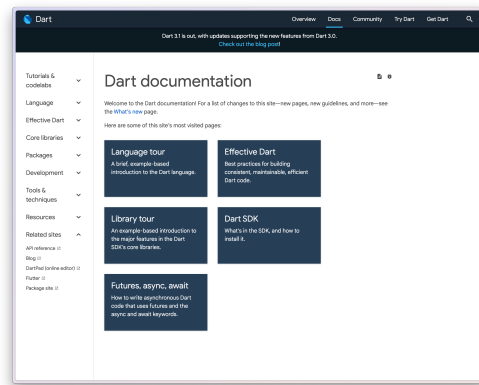 Dart
Overview Docs Community Try Dart Get Dart
Dart 3.1 is out, with updates supporting the new features from Dart 3.0.
Check out the blog post!
Tutorials &
codelabs
Language
Effective Dart
Core libraries
Packages
Development
Tools &
techniques
Resources
Related sites
API reference
Blog
DartPad (online editor)
Flutter
Package site
Dart documentation
Welcome to the Dart documentation! For a list of changes to this site—new pages, new guidelines, and more—see
the What's new page.
Here are some of this site's most visited pages:
Language tour
A brief, example-based
introduction to the Dart language.
Effective Dart
Best practices for building
consistent, maintainable, efficient
Dart code.
Library tour
An example-based introduction to
the major features in the Dart
SDK's core libraries.
Dart SDK
What's in the SDK, and how to
install it.
Futures, async, await
How to write asynchronous Dart
code that uses futures and the
async and await keywords.